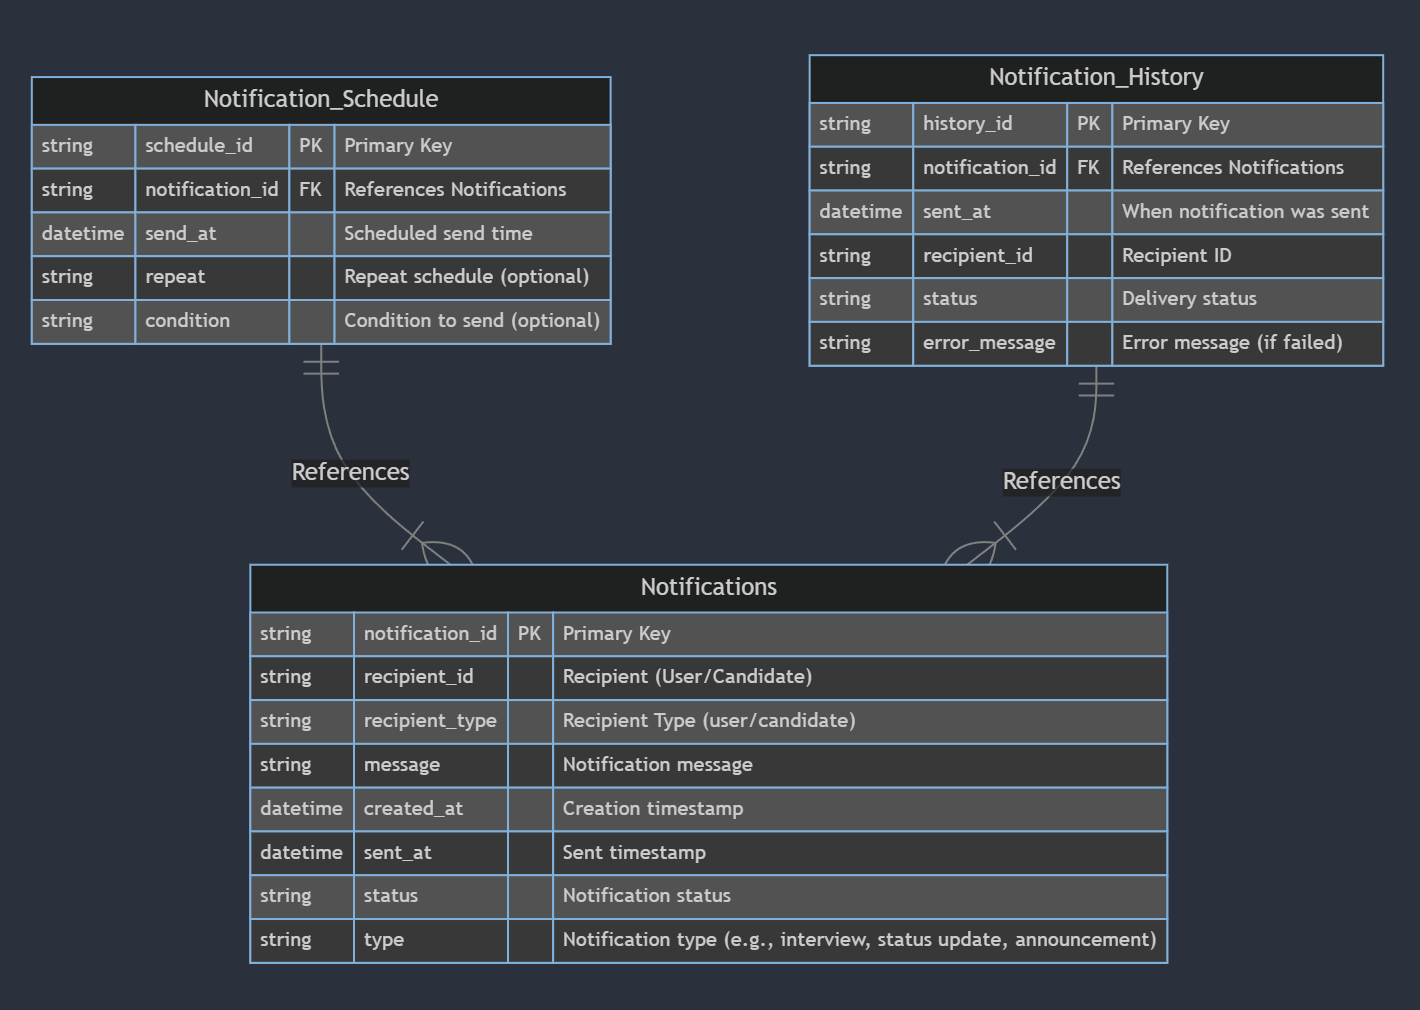 Notification_Schedule
string schedule_id PK Primary Key
string notification_id FK References Notifications
datetime send_at Scheduled send time
string repeat Repeat schedule (optional)
string condition Condition to send (optional)
Notification_History
string history_id PK Primary Key
string notification_id FK References Notifications
datetime sent_at When notification was sent
string recipient_id Recipient ID
string status Delivery status
string error_message Error message (if failed)
References
References
Notifications
string notification_id PK Primary Key
string recipient_id Recipient (User/Candidate)
string recipient_type Recipient Type (user/candidate)
string message Notification message
datetime created_at Creation timestamp
datetime sent_at Sent timestamp
string status Notification status
string type Notification type (e.g., interview, status update, announcement)